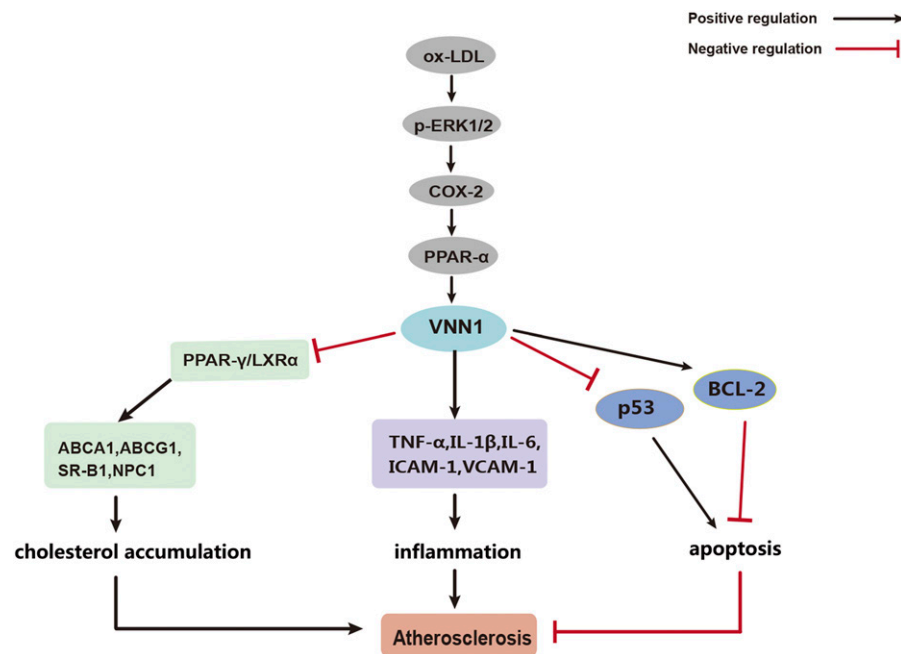 Positive regulation
Negative regulation
ox-LDL
p-ERK1/2
COX-2
PPAR-α
VNN1
PPAR-γ/LXRα
BCL-2
p53
ABCA1,ABCG1,
SR-B1,NPC1
TNF-α,IL-1β,IL-6,
ICAM-1,VCAM-1
cholesterol accumulation
inflammation
apoptosis
Atherosclerosis